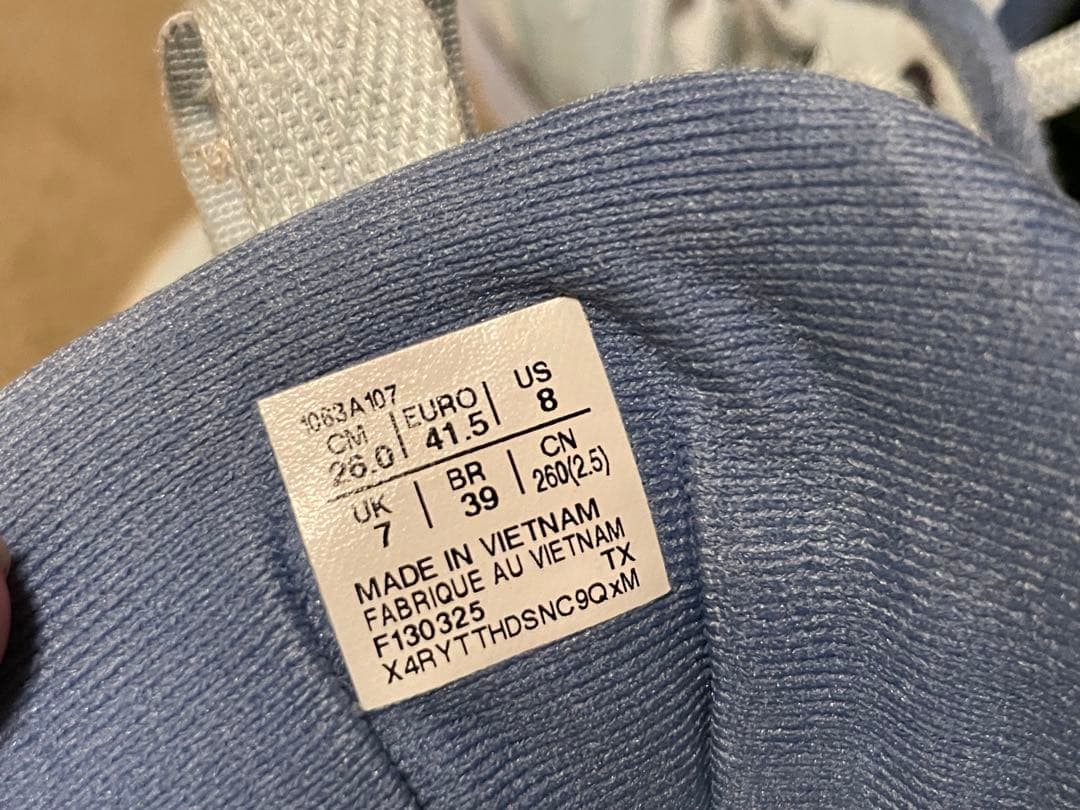 1063A107
CM | EURO | US
26.0 | 41.5 | 8
UK | BR | CN
7 | 39 | 260(2.5)
MADE IN VIETNAM
FABRIQUE AU VIETNAM
F130325 TX
X4RYTTHDSNC9QxM